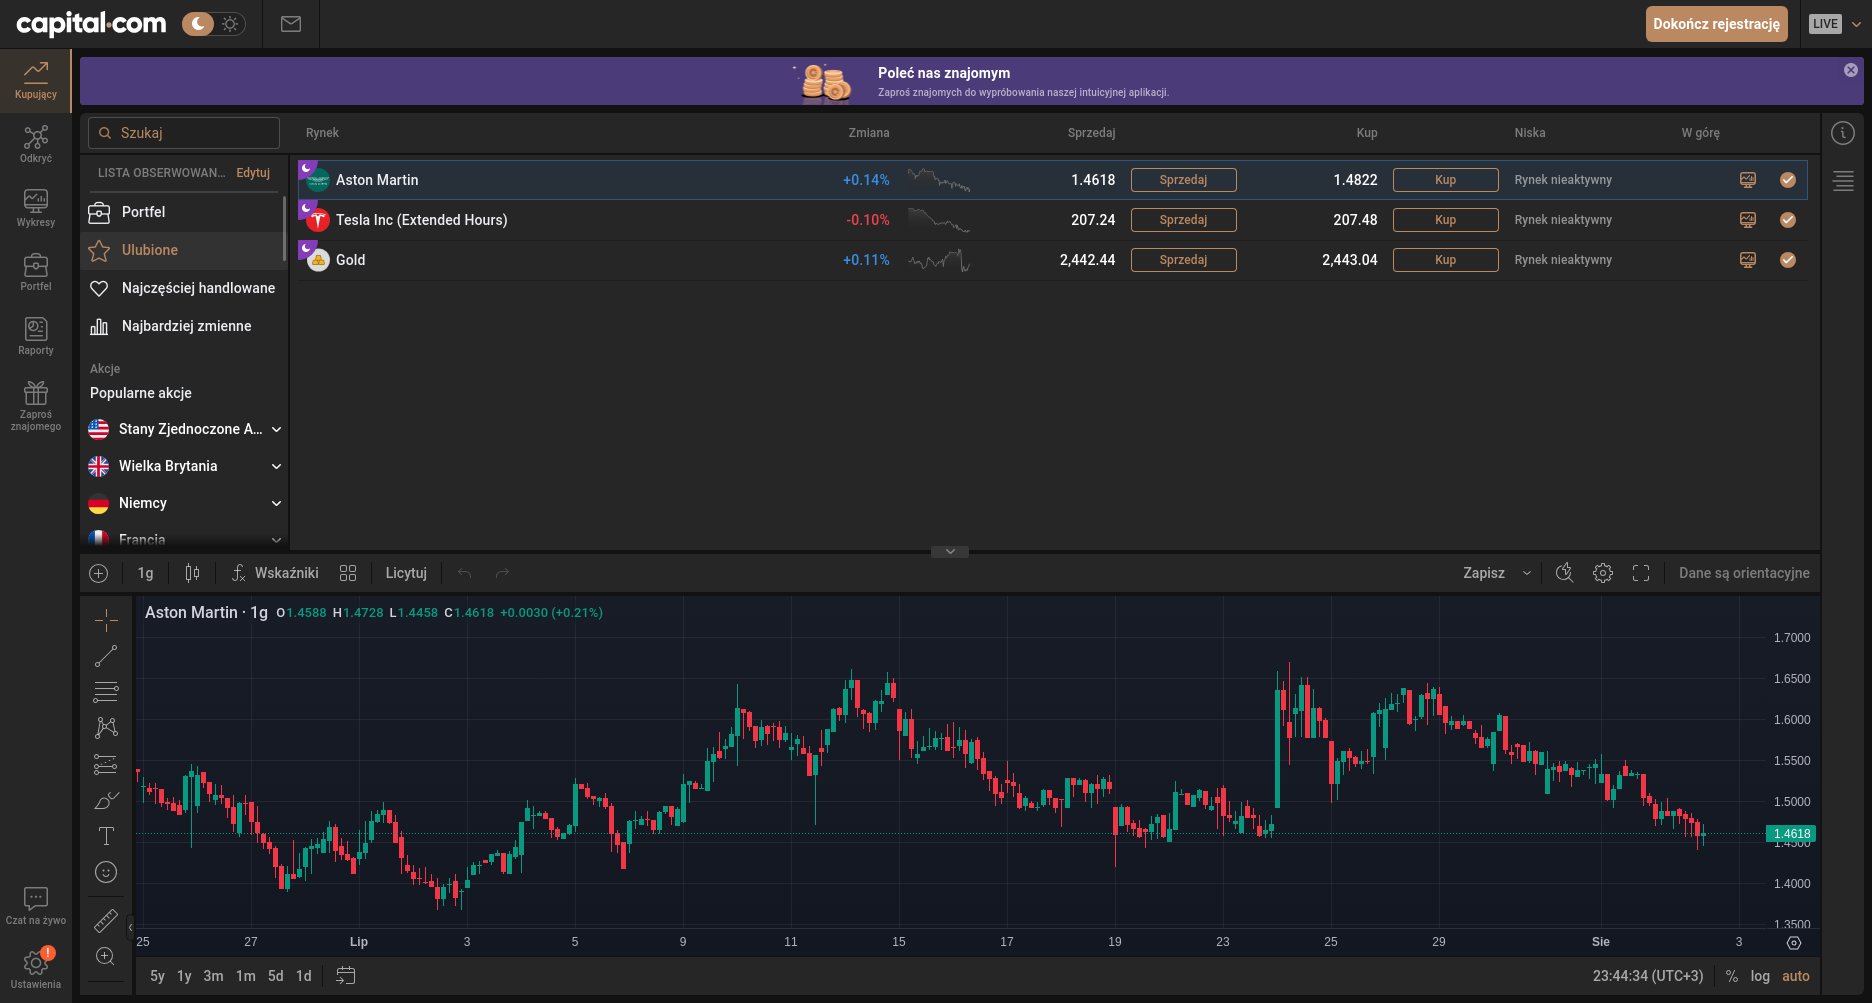 capital.com
Dokończ rejestrację
LIVE
Kupujący
Poleć nas znajomym
Zaproś znajomych do wypróbowania naszej intuicyjnej aplikacji.
Odkryć
Wykresy
Portfel
Raporty
Zaproś
znajomego
Czat na żywo
Ustawienia
Szukaj
LISTA OBSERWOWAN... Edytuj
Portfel
Ulubione
Najczęściej handlowane
Najbardziej zmienne
Akcje
Popularne akcje
Stany Zjednoczone A...
Wielka Brytania
Niemcy
Francja
Rynek Zmiana Sprzedaj Kup Niska W górę
Aston Martin +0.14% 1.4618 Sprzedaj 1.4822 Kup Rynek nieaktywny
Tesla Inc (Extended Hours) -0.10% 207.24 Sprzedaj 207.48 Kup Rynek nieaktywny
Gold +0.11% 2,442.44 Sprzedaj 2,443.04 Kup Rynek nieaktywny
1g Wskaźniki Licytuj Zapisz Dane są orientacyjne
Aston Martin · 1g O1.4588 H1.4728 L1.4458 C1.4618 +0.0030 (+0.21%)
1.7000
1.6500
1.6000
1.5500
1.5000
1.4618
1.4500
1.4000
1.3500
25 27 Lip 3 5 9 11 15 17 19 23 25 29 Sie 3
5y 1y 3m 1m 5d 1d 23:44:34 (UTC+3) % log auto